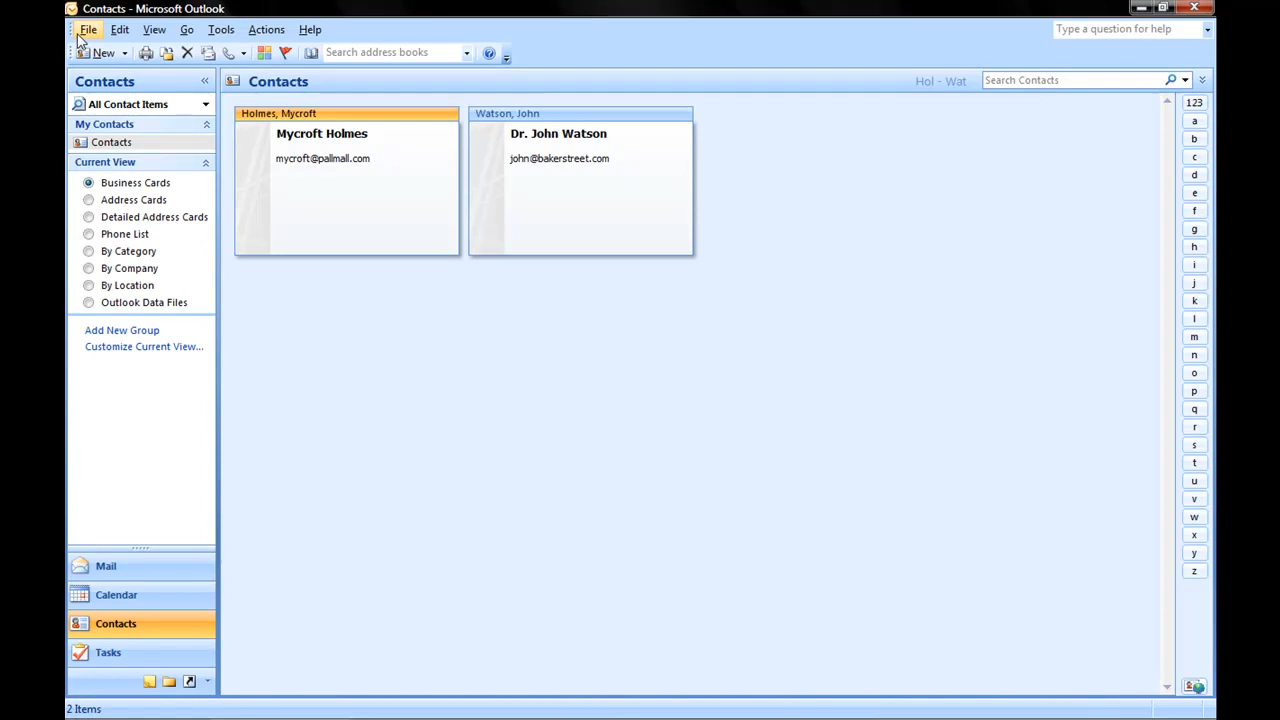 Contacts - Microsoft Outlook
File Edit View Go Tools Actions Help
Type a question for help
New
Search address books
Contacts
All Contact Items
My Contacts
Contacts
Current View
Business Cards
Address Cards
Detailed Address Cards
Phone List
By Category
By Company
By Location
Outlook Data Files
Add New Group
Customize Current View...
Mail
Calendar
Contacts
Tasks
Contacts
Hol - Wat
Search Contacts
Holmes, Mycroft
Mycroft Holmes
mycroft@pallmall.com
Watson, John
Dr. John Watson
john@bakerstreet.com
123
a
b
c
d
e
f
g
h
i
j
k
l
m
n
o
p
q
r
s
t
u
v
w
x
y
z
2 Items